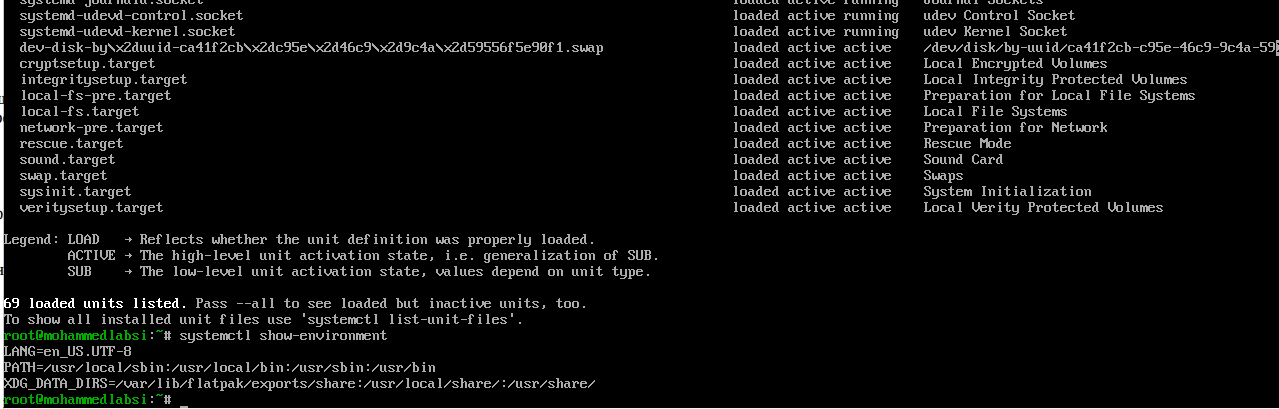 systemd-journald.socket loaded active running Journal Sockets
systemd-udevd-control.socket loaded active running udev Control Socket
systemd-udevd-kernel.socket loaded active running udev Kernel Socket
dev-disk-by\x2duuid-ca41f2cb\x2dc95e\x2d46c9\x2d9c4a\x2d59556f5e90f1.swap loaded active active /dev/disk/by-uuid/ca41f2cb-c95e-46c9-9c4a-59
cryptsetup.target loaded active active Local Encrypted Volumes
integritysetup.target loaded active active Local Integrity Protected Volumes
local-fs-pre.target loaded active active Preparation for Local File Systems
local-fs.target loaded active active Local File Systems
network-pre.target loaded active active Preparation for Network
rescue.target loaded active active Rescue Mode
sound.target loaded active active Sound Card
swap.target loaded active active Swaps
sysinit.target loaded active active System Initialization
veritysetup.target loaded active active Local Verity Protected Volumes
Legend: LOAD → Reflects whether the unit definition was properly loaded.
ACTIVE → The high-level unit activation state, i.e. generalization of SUB.
SUB → The low-level unit activation state, values depend on unit type.
69 loaded units listed. Pass --all to see loaded but inactive units, too.
To show all installed unit files use 'systemctl list-unit-files'.
root@mohammedlabsi:~# systemctl show-environment
LANG=en_US.UTF-8
PATH=/usr/local/sbin:/usr/local/bin:/usr/sbin:/usr/bin
XDG_DATA_DIRS=/var/lib/flatpak/exports/share:/usr/local/share/:/usr/share/
root@mohammedlabsi:~#